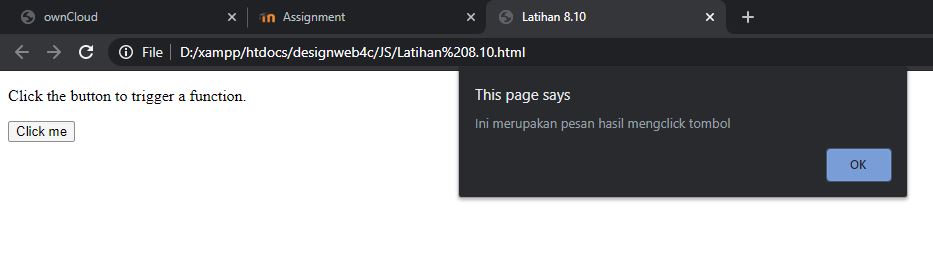 ownCloud
Assignment
Latihan 8.10
File
D:/xampp/htdocs/designweb4c/JS/Latihan%208.10.html
Click the button to trigger a function.
Click me
This page says
Ini merupakan pesan hasil mengclick tombol
OK